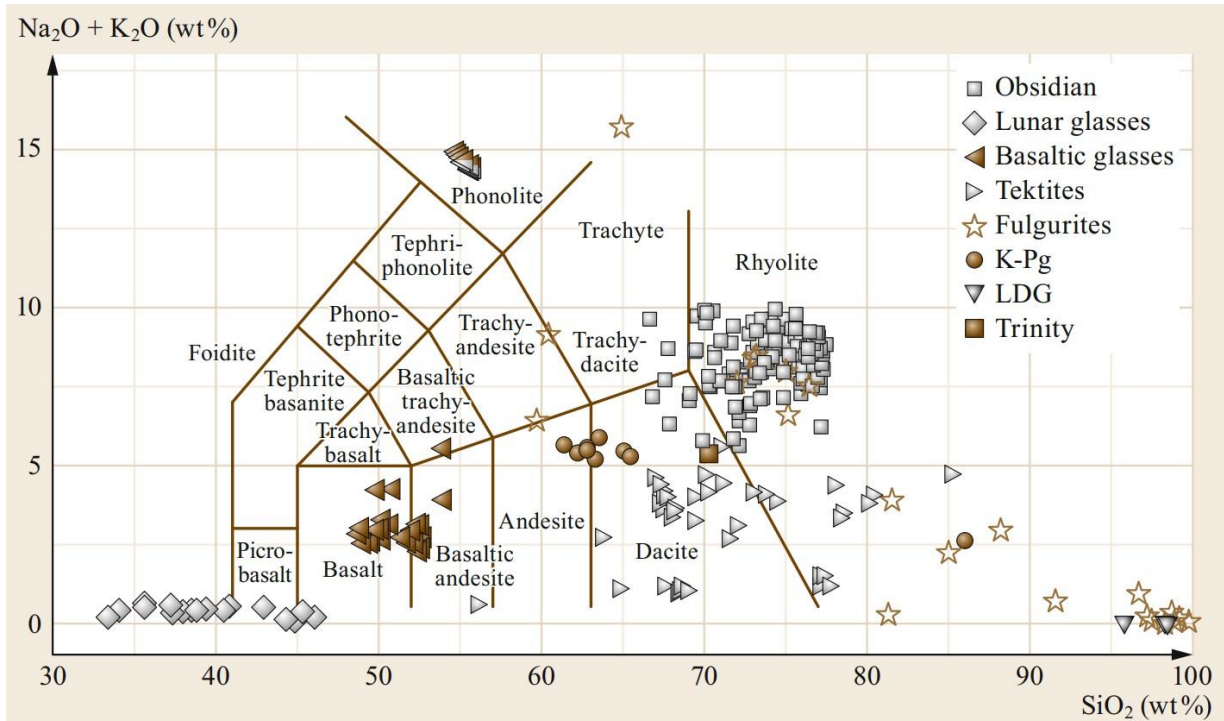 Na₂O + K₂O (wt %)
Obsidian
Lunar glasses
Basaltic glasses
Tektites
Fulgurites
K-Pg
LDG
Trinity
15
10
5
0
Phonolite
Trachyte
Tephri-
phonolite
Rhyolite
Phono-
tephrite
Trachy-
andesite
Trachy-
dacite
Foidite
Tephrite
basanite
Basaltic
trachy-
andesite
Trachy-
basalt
Picro-
basalt
Basalt
Basaltic
andesite
Andesite
Dacite
30 40 50 60 70 80 90 100
SiO₂ (wt %)